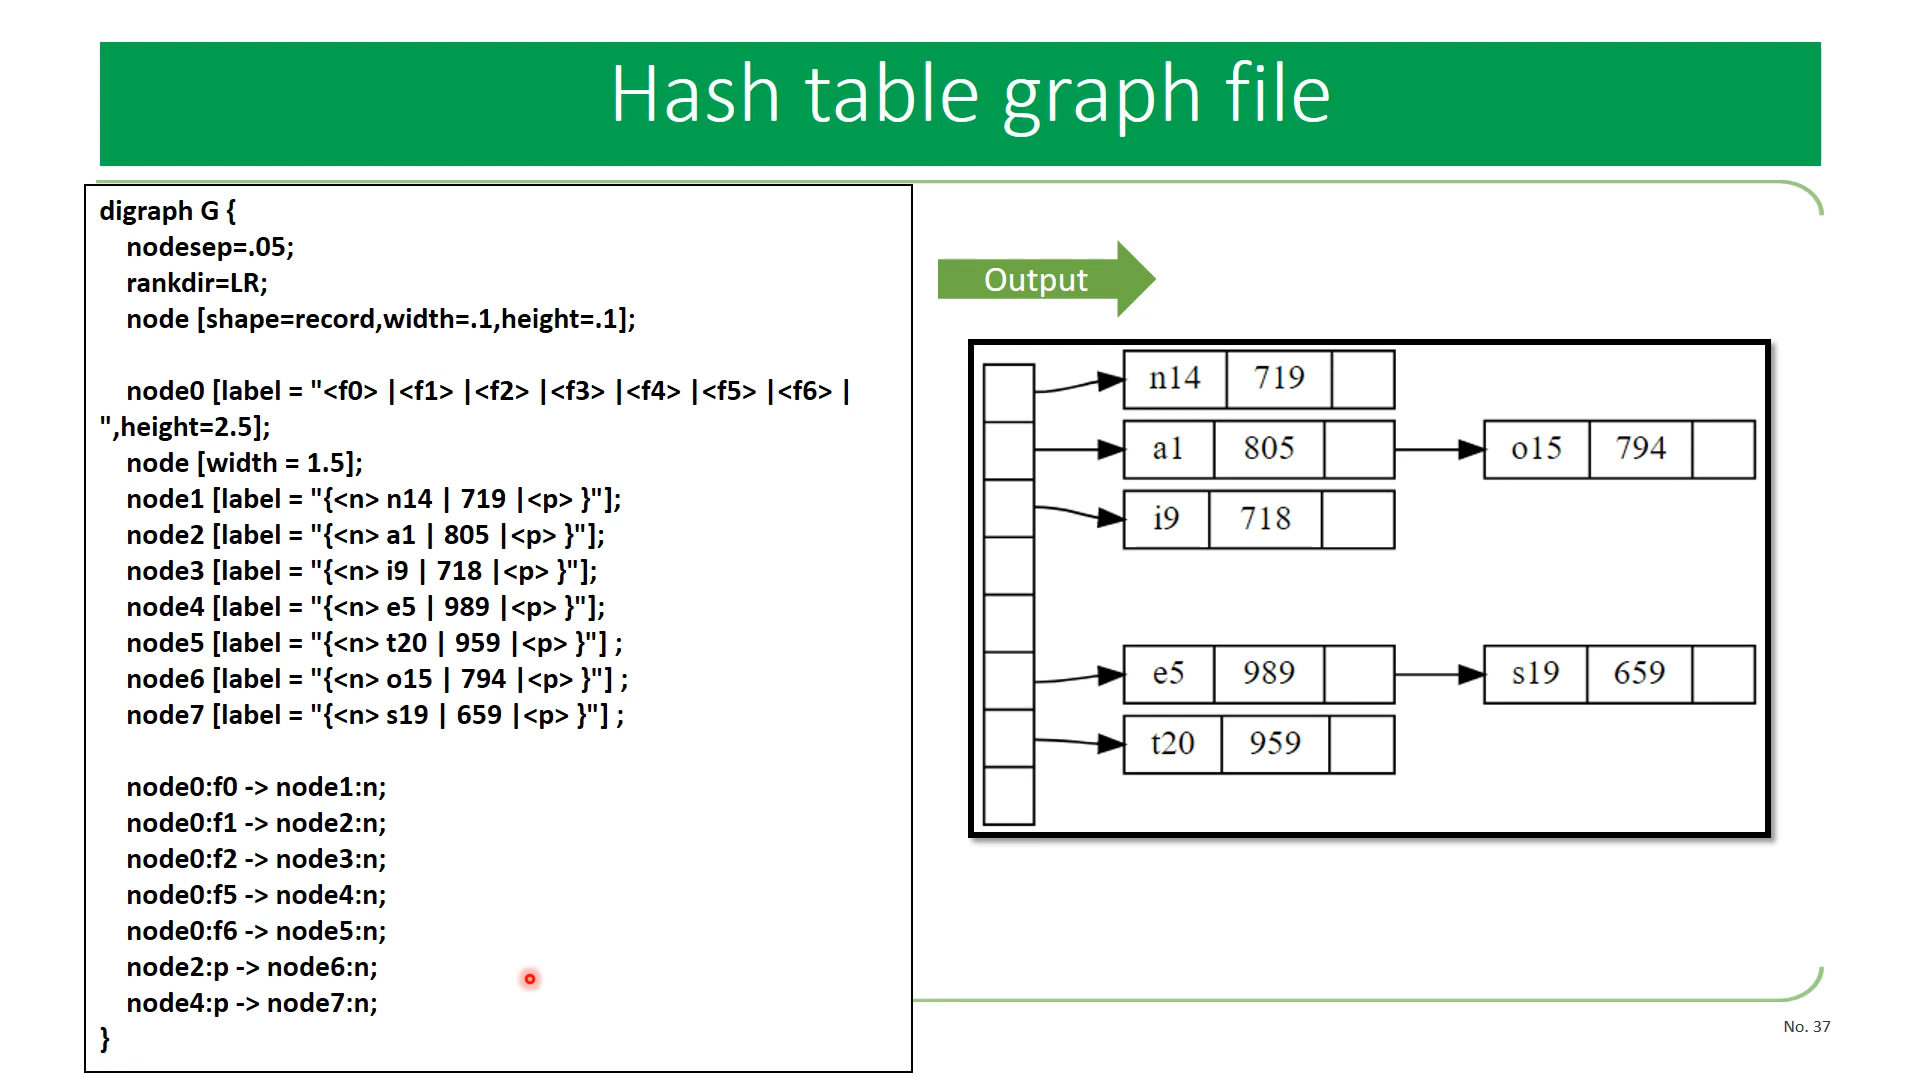 Hash table graph file
digraph G {
nodesep=.05;
rankdir=LR;
node [shape=record,width=.1,height=.1];
node0 [label = "<f0> |<f1> |<f2> |<f3> |<f4> |<f5> |<f6> |
",height=2.5];
node [width = 1.5];
node1 [label = "{<n> n14 | 719 |<p> }"];
node2 [label = "{<n> a1 | 805 |<p> }"];
node3 [label = "{<n> i9 | 718 |<p> }"];
node4 [label = "{<n> e5 | 989 |<p> }"];
node5 [label = "{<n> t20 | 959 |<p> }"] ;
node6 [label = "{<n> o15 | 794 |<p> }"] ;
node7 [label = "{<n> s19 | 659 |<p> }"] ;
node0:f0 -> node1:n;
node0:f1 -> node2:n;
node0:f2 -> node3:n;
node0:f5 -> node4:n;
node0:f6 -> node5:n;
node2:p -> node6:n;
node4:p -> node7:n;
}
Output
n14 719
a1 805 o15 794
i9 718
e5 989 s19 659
t20 959
No. 37